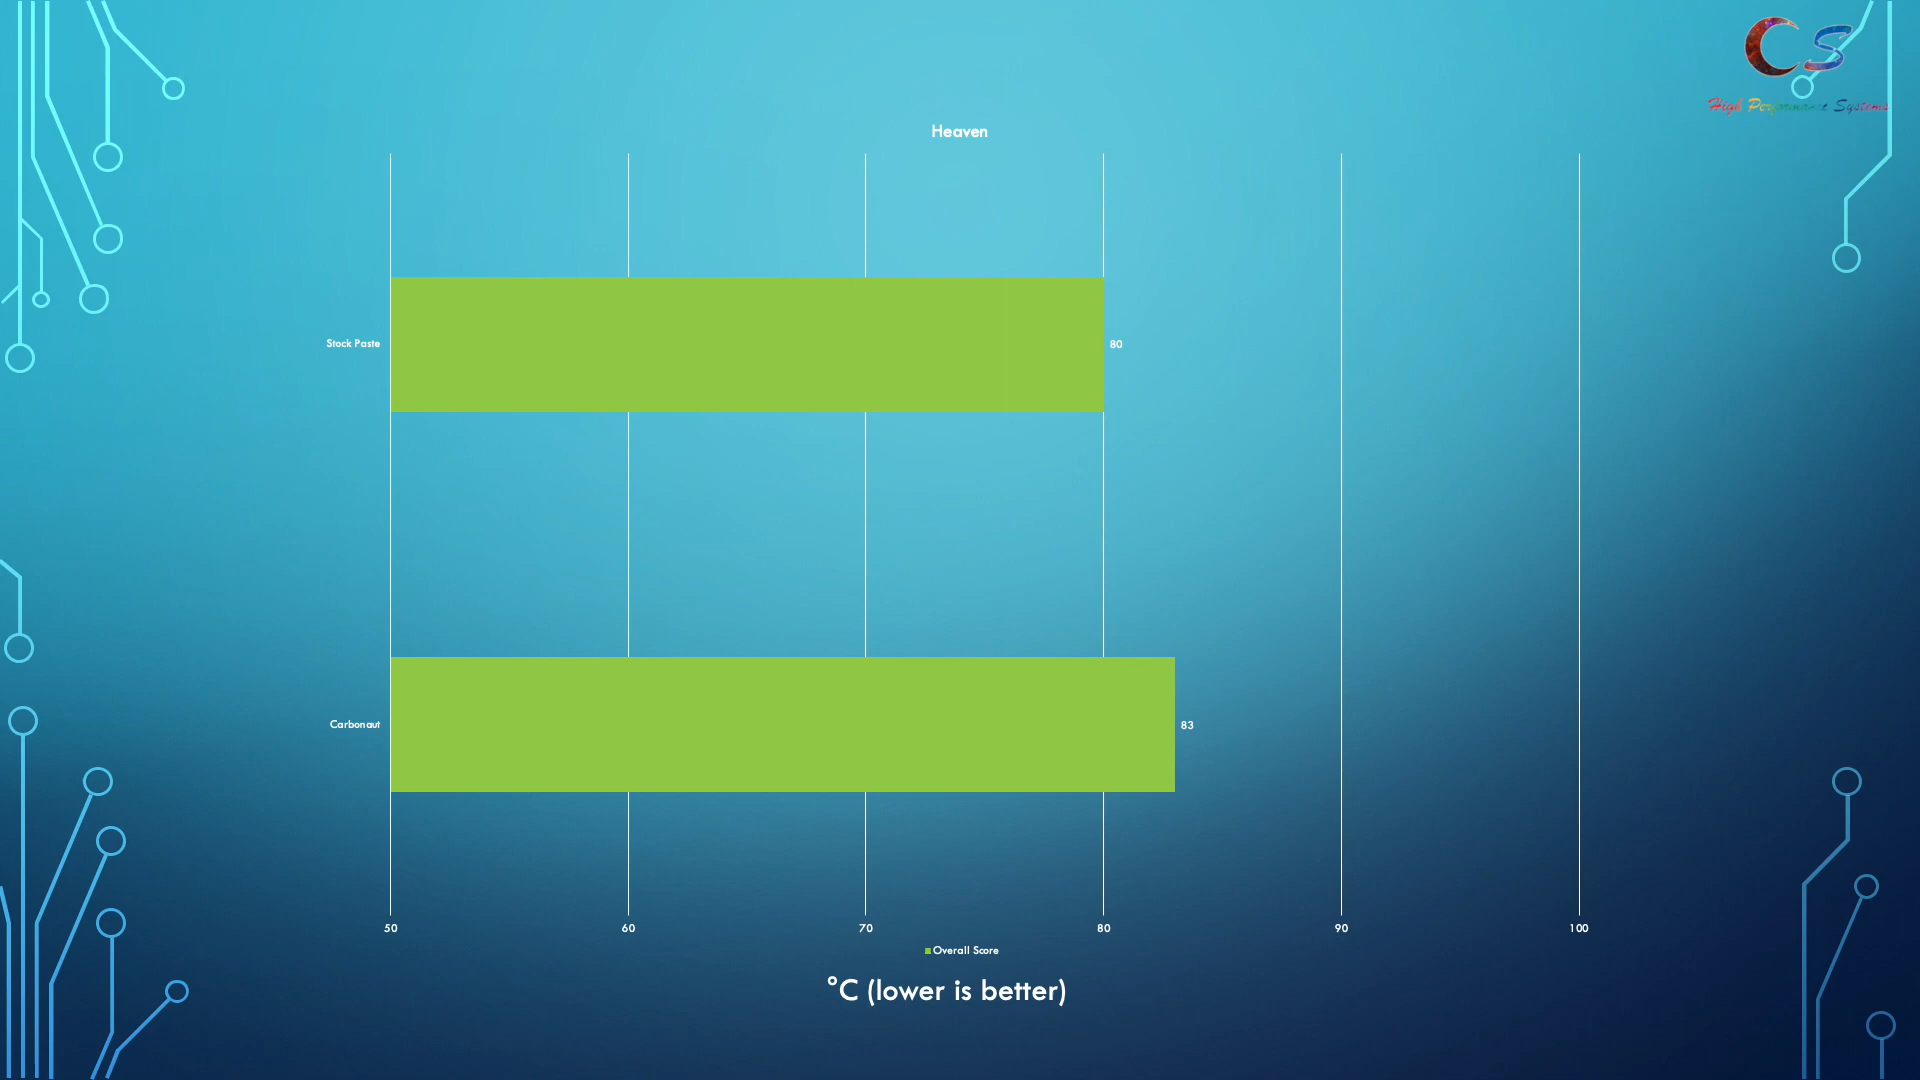 CS
High Performance Systems
Heaven
Stock Paste
80
Carbonaut
83
50 60 70 80 90 100
Overall Score
°C (lower is better)